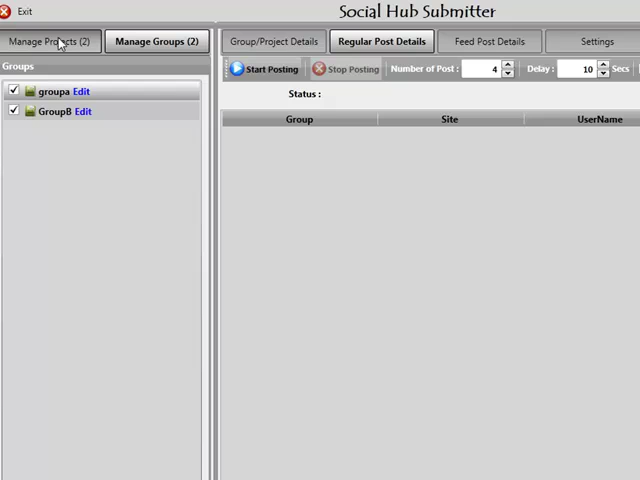 Exit
Social Hub Submitter
Manage Projects (2)
Manage Groups (2)
Group/Project Details
Regular Post Details
Feed Post Details
Settings
Groups
Start Posting
Stop Posting
Number of Post : 4
Delay : 10 Secs
groupa Edit
GroupB Edit
Status :
Group
Site
UserName